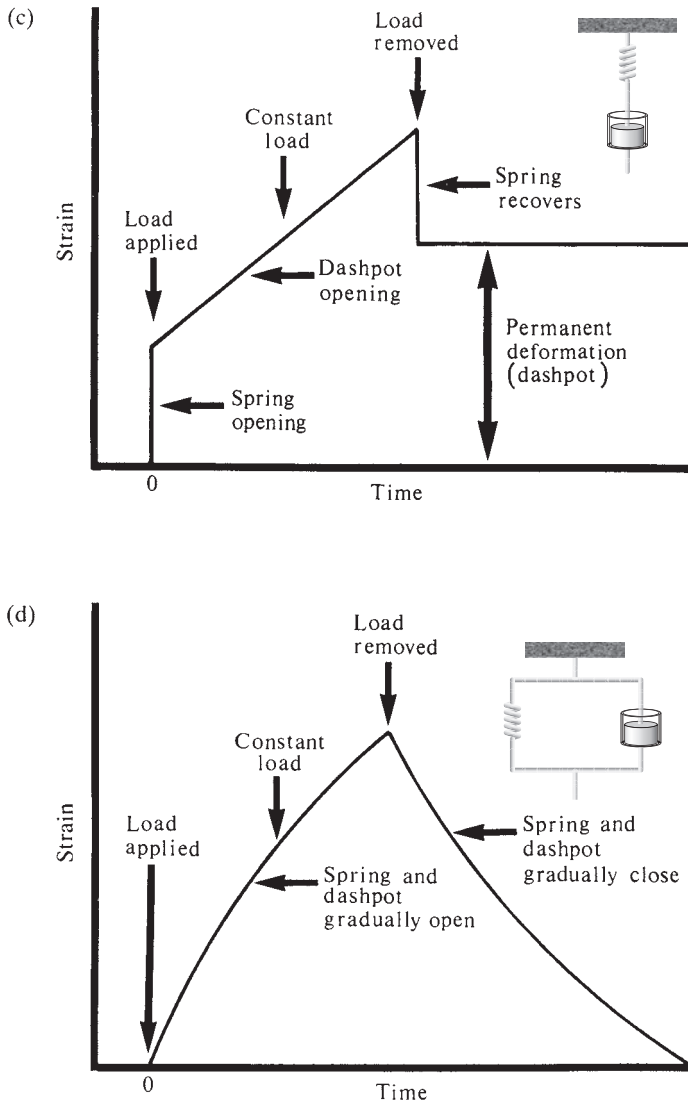 (c)
Load
removed
Constant
load
Load
applied
Spring
recovers
Strain
Dashpot
opening
Permanent
deformation
(dashpot)
Spring
opening
0
Time
(d)
Load
removed
Constant
load
Load
applied
Strain
Spring and
dashpot
gradually close
Spring and
dashpot
gradually open
0
Time